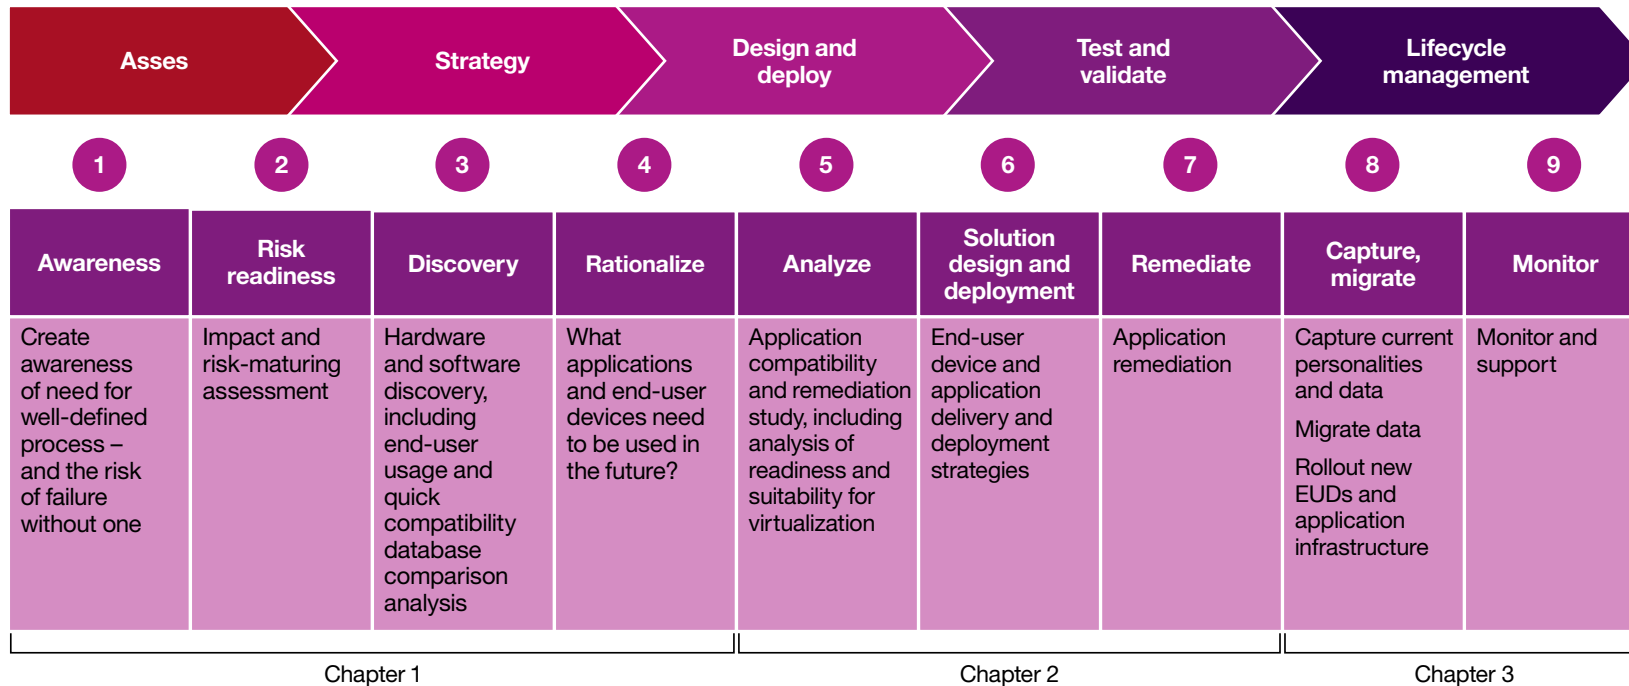 Asses
Strategy
Design and
deploy
Test and
validate
Lifecycle
management
1
2
3
4
5
6
7
8
9
Awareness
Risk
readiness
Discovery
Rationalize
Analyze
Solution
design and
deployment
Remediate
Capture,
migrate
Monitor
Create
awareness
of need for
well-defined
process –
and the risk
of failure
without one
Impact and
risk-maturing
assessment
Hardware
and software
discovery,
including
end-user
usage and
quick
compatibility
database
comparison
analysis
What
applications
and end-user
devices need
to be used in
the future?
Application
compatibility
and remediation
study, including
analysis of
readiness and
suitability for
virtualization
End-user
device and
application
delivery and
deployment
strategies
Application
remediation
Capture current
personalities
and data
Migrate data
Rollout new
EUDs and
application
infrastructure
Monitor and
support
Chapter 1
Chapter 2
Chapter 3